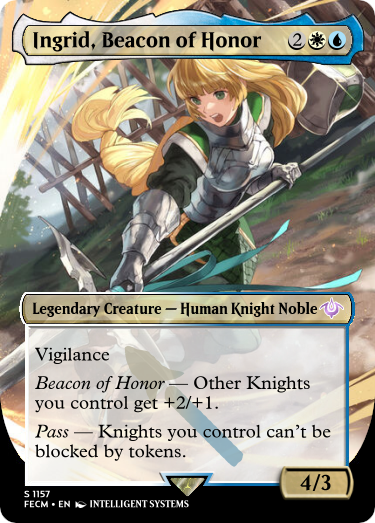 Ingrid, Beacon of Honor 2
Legendary Creature — Human Knight Noble
Vigilance
Beacon of Honor — Other Knights
you control get +2/+1.
Pass — Knights you control can't be
blocked by tokens.
4/3
S 1157
FECM • EN INTELLIGENT SYSTEMS